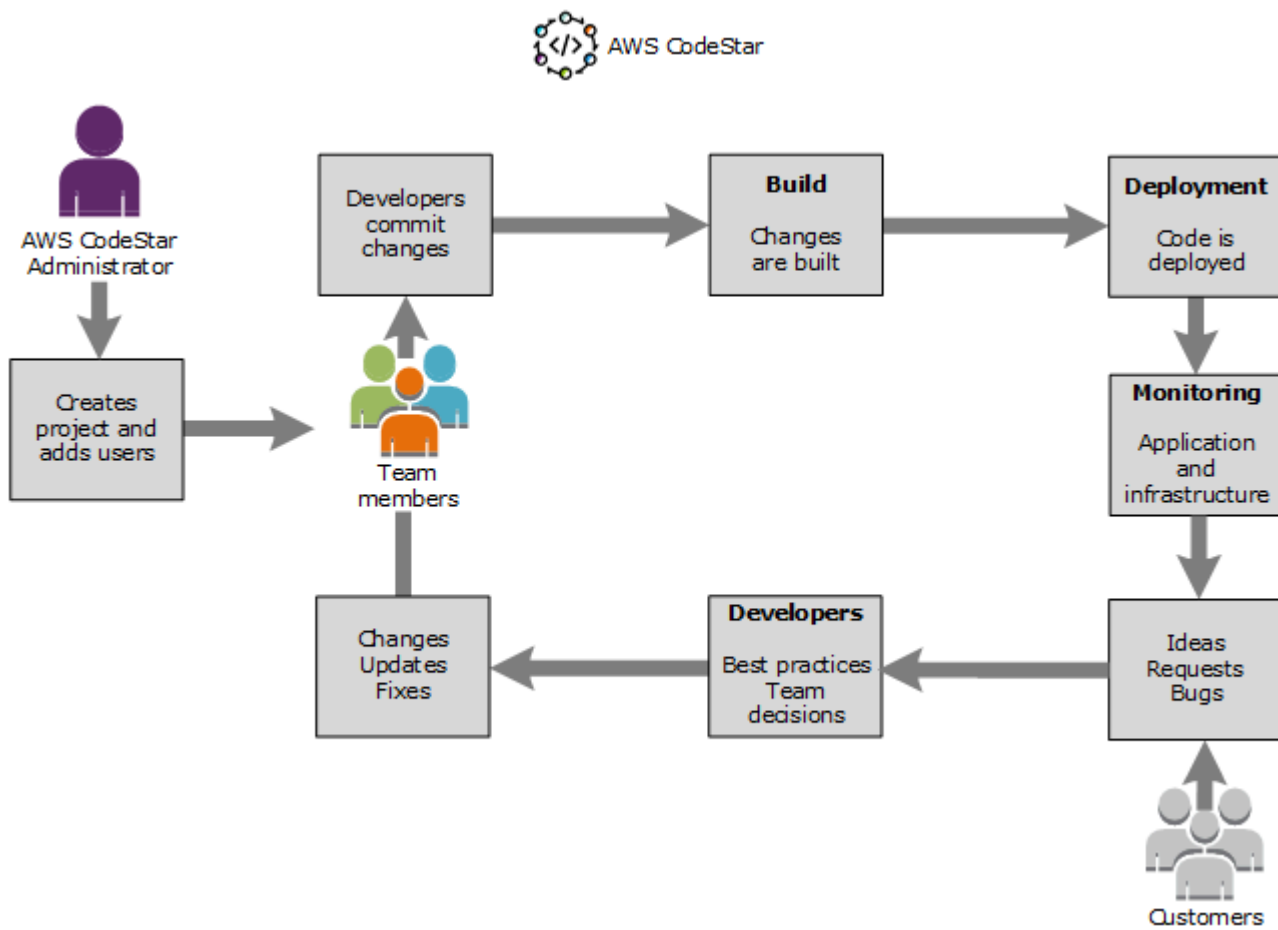 </>
AWS CodeStar
AWS CodeStar
Administrator
Creates
project and
adds users
Team
members
Developers
commit
changes
Build
Changes
are built
Deployment
Code is
deployed
Monitoring
Application
and
infrastructure
Ideas
Requests
Bugs
Customers
Developers
Best practices
Team
decisions
Changes
Updates
Fixes